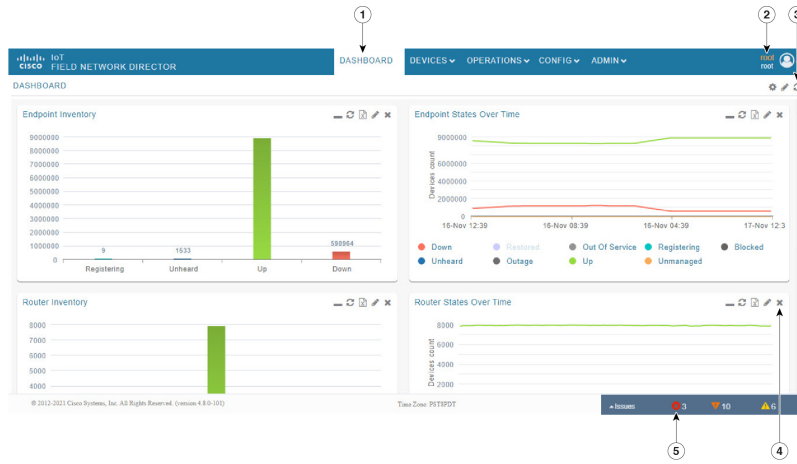 1 2 3
IoT
CISCO FIELD NETWORK DIRECTOR DASHBOARD DEVICES OPERATIONS CONFIG ADMIN root
root
DASHBOARD
Endpoint Inventory
9000000
8000000
7000000
6000000
5000000
4000000
3000000
2000000
1000000
0
9 1533 598964
Registering Unheard Up Down
Endpoint States Over Time
Devices count
9000000
6000000
4000000
2000000
0
16-Nov 12:39 16-Nov 08:39 16-Nov 04:39 17-Nov 12:3
Down Restored Out Of Service Registering Blocked
Unheard Outage Up Unmanaged
Router Inventory
8000
7000
6000
5000
4000
Router States Over Time
Devices count
8000
6000
4000
2000
© 2012-2021 Cisco Systems, Inc. All Rights Reserved. (version 4.8.0-101) Time Zone: PST8PDT Issues 3 10 6
5 4